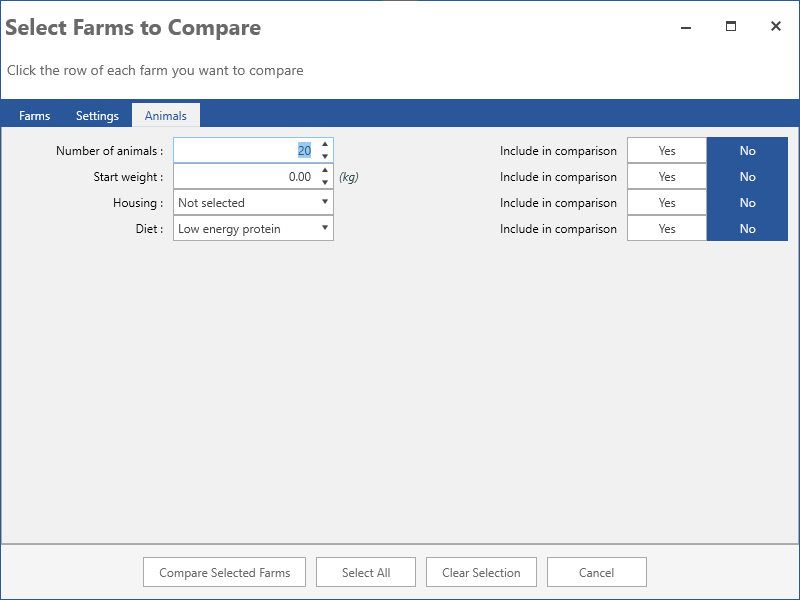 Select Farms to Compare
Click the row of each farm you want to compare
Farms Settings Animals
Number of animals : 20 Include in comparison Yes No
Start weight : 0.00 (kg) Include in comparison Yes No
Housing : Not selected Include in comparison Yes No
Diet : Low energy protein Include in comparison Yes No
Compare Selected Farms Select All Clear Selection Cancel